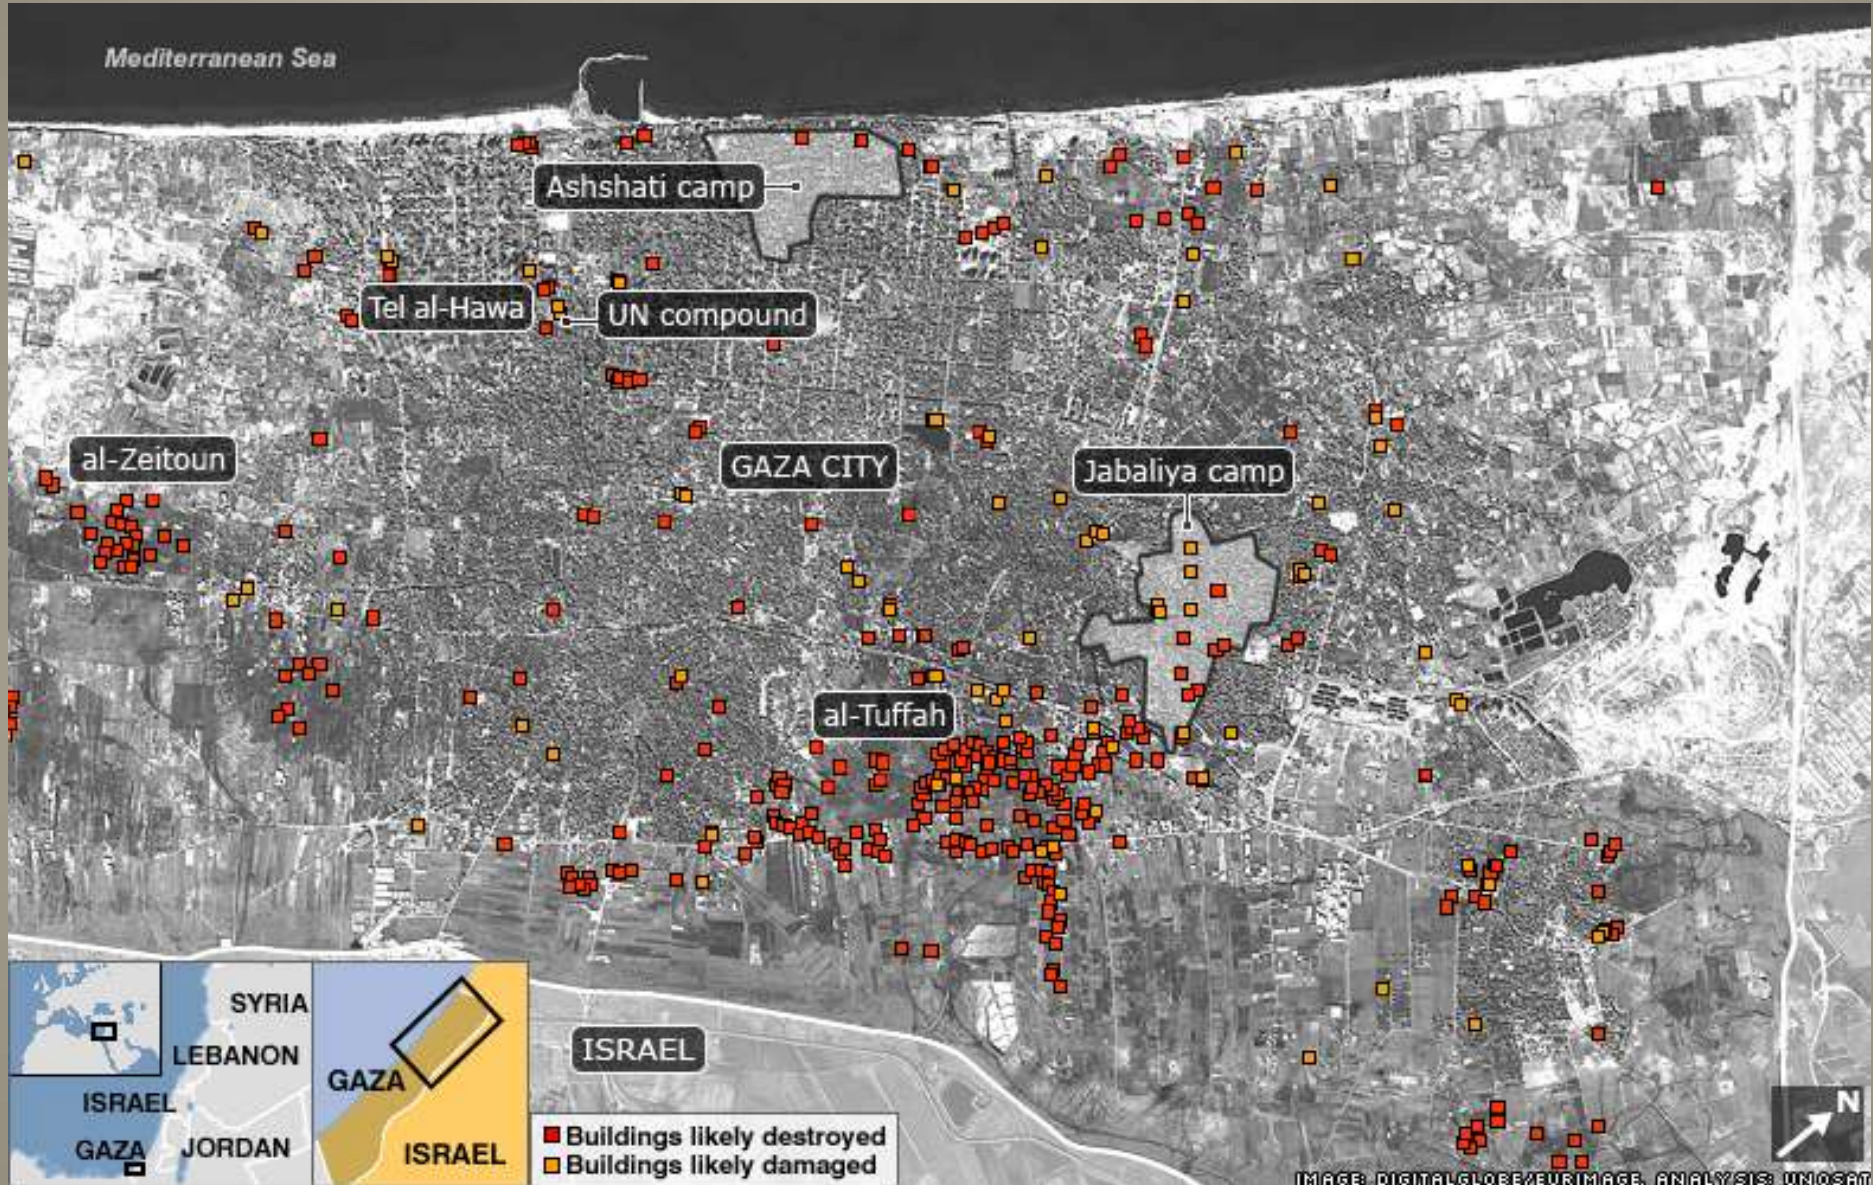 Mediterranean Sea
Ashshati camp
Tel al-Hawa
UN compound
al-Zeitoun
GAZA CITY
Jabaliya camp
al-Tuffah
SYRIA
LEBANON
ISRAEL
GAZA
JORDAN
GAZA
ISRAEL
ISRAEL
Buildings likely destroyed
Buildings likely damaged
N
IMAGE: DIGITALGLOBE/EURIMAGE. ANALYSIS: UNOSAT